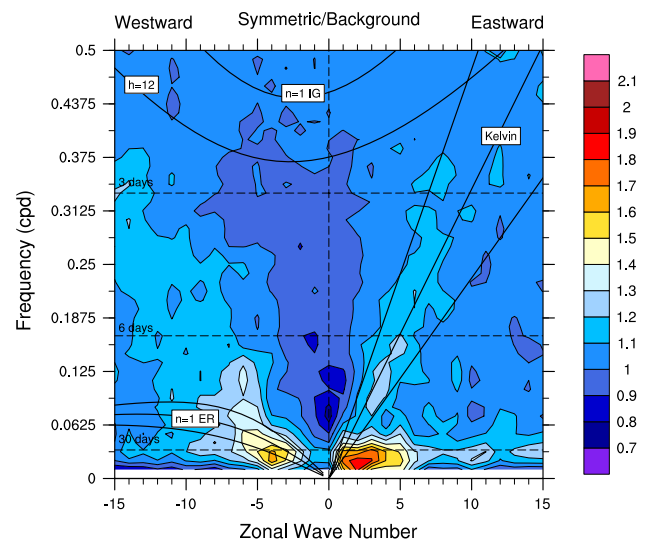 Westward Symmetric/Background Eastward
0.5
0.4375
0.375
0.3125
0.25
0.1875
0.125
0.0625
0
Frequency (cpd)
h=12
n=1 IG
Kelvin
3 days
6 days
n=1 ER
30 days
-15 -10 -5 0 5 10 15
Zonal Wave Number
2.1
2
1.9
1.8
1.7
1.6
1.5
1.4
1.3
1.2
1.1
1
0.9
0.8
0.7